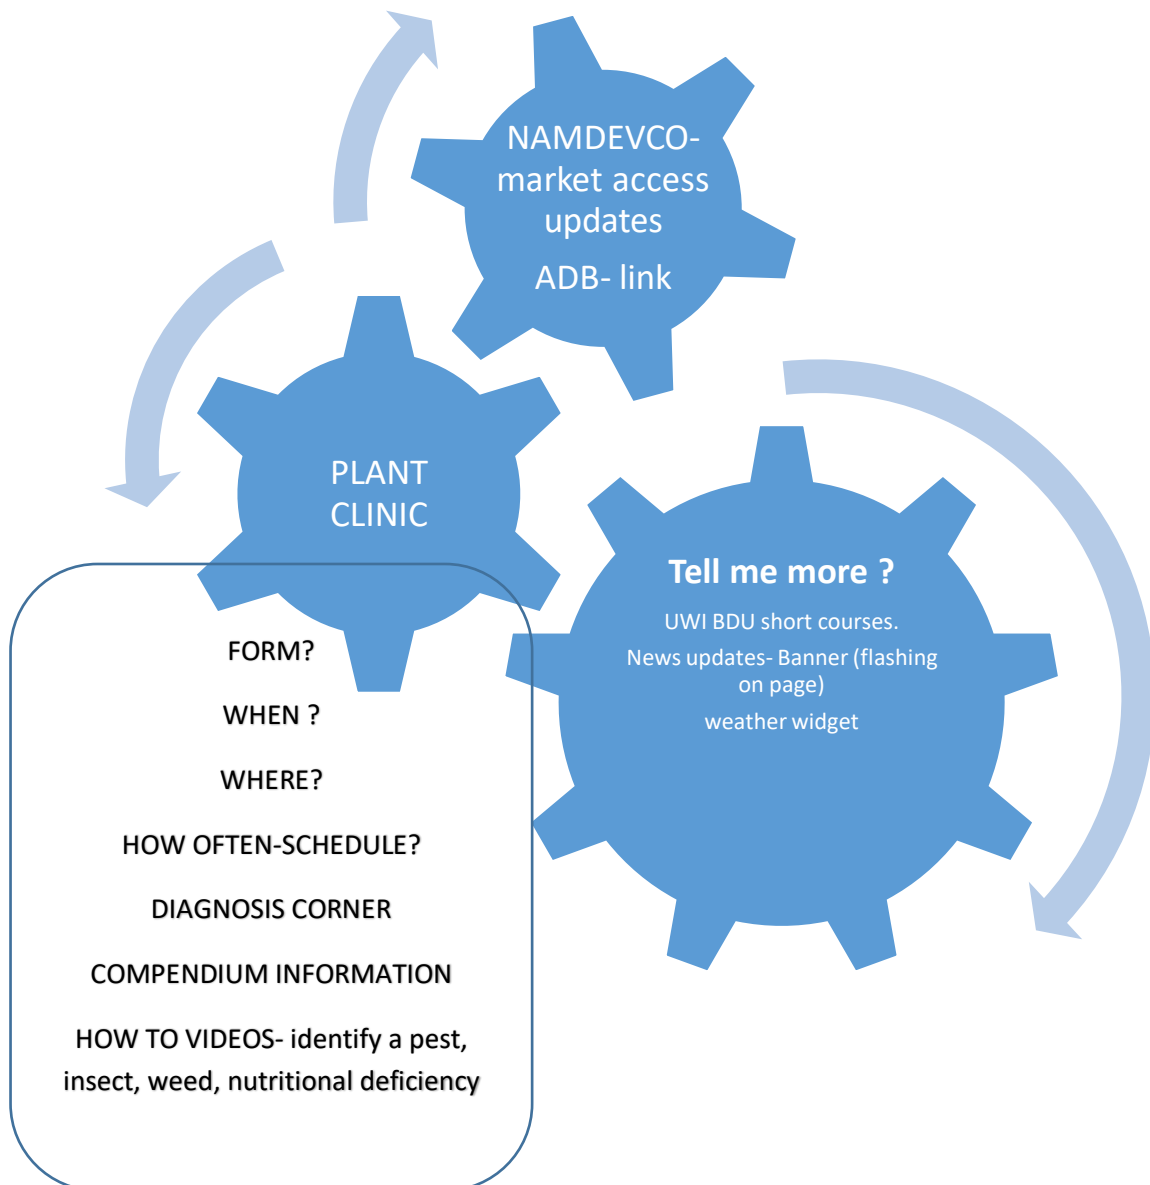 NAMDEVCO-
market access
updates
ADB- link
PLANT
CLINIC
Tell me more ?
UWI BDU short courses.
News updates- Banner (flashing
on page)
weather widget
FORM?
WHEN ?
WHERE?
HOW OFTEN-SCHEDULE?
DIAGNOSIS CORNER
COMPENDIUM INFORMATION
HOW TO VIDEOS- identify a pest,
insect, weed, nutritional deficiency